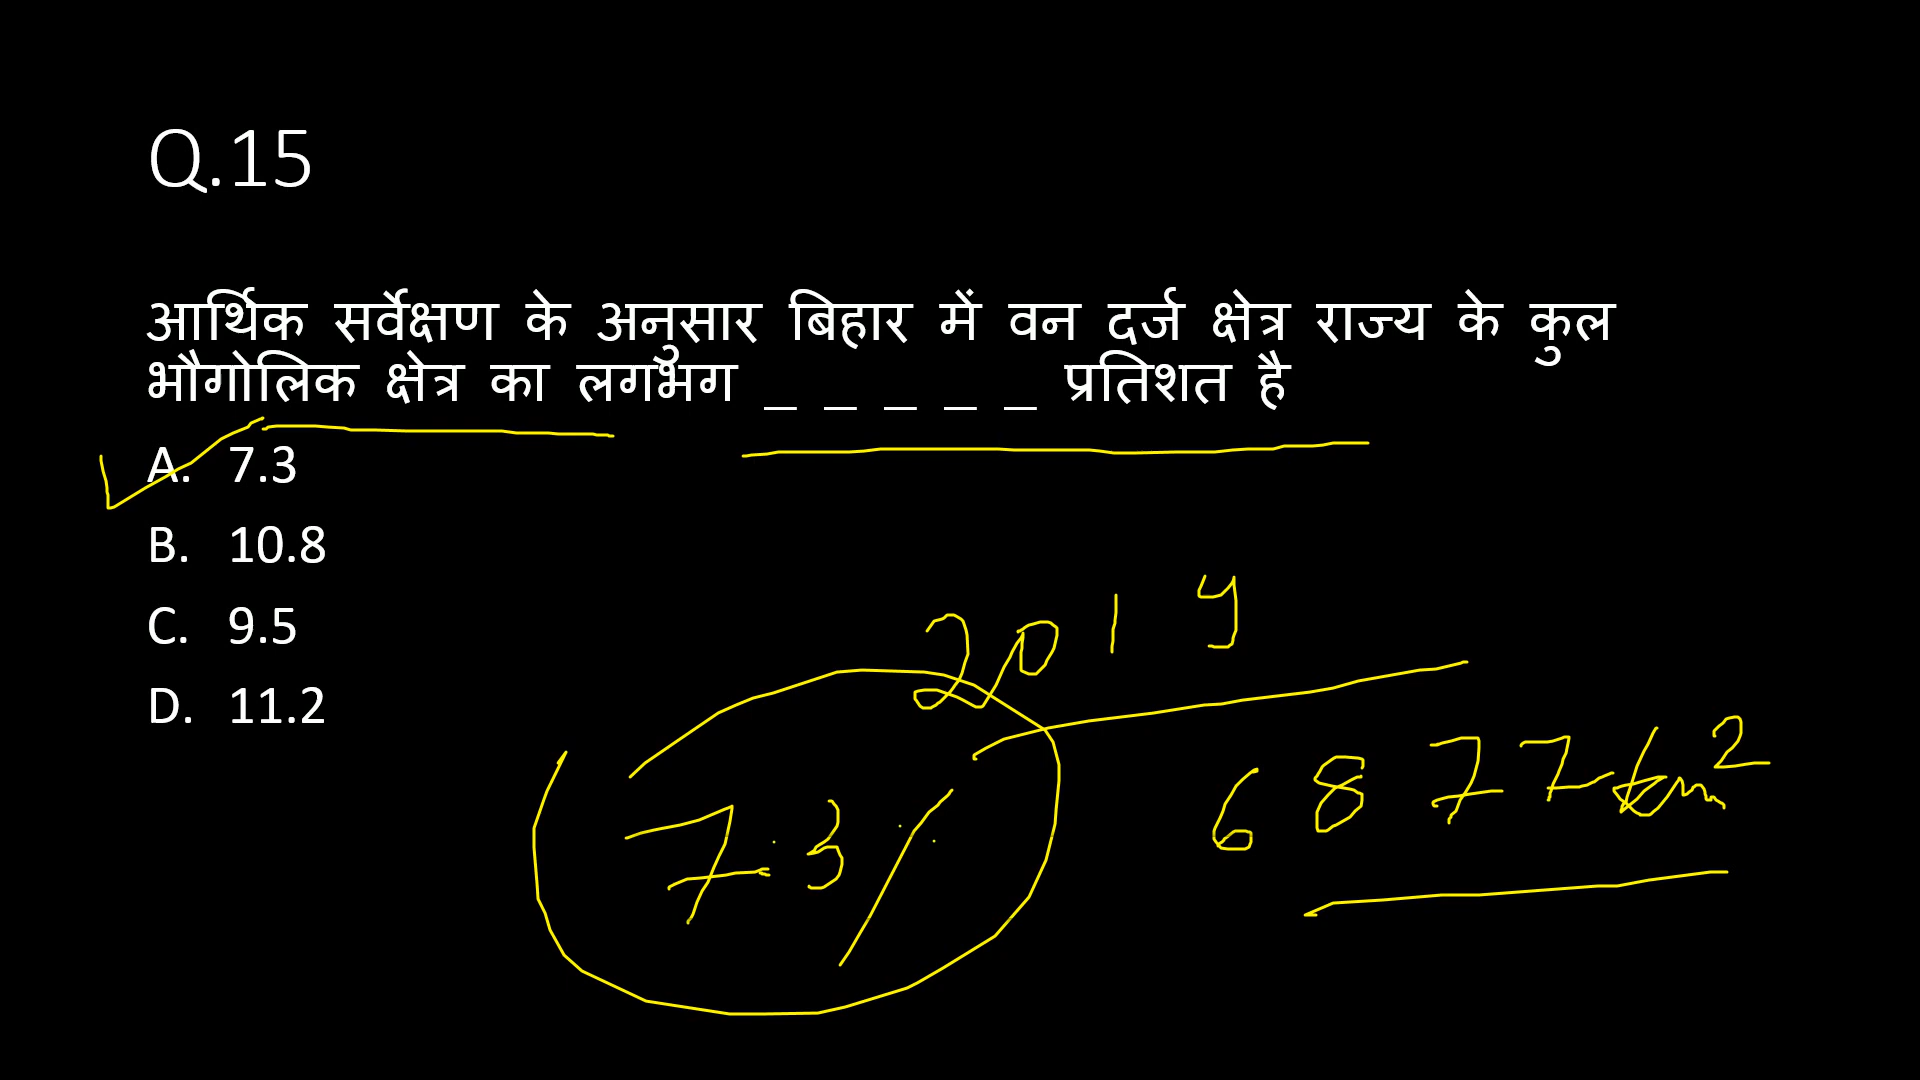 Q.15
आर्थिक सर्वेक्षण के अनुसार बिहार में वन दर्ज क्षेत्र राज्य के कुल
भौगोलिक क्षेत्र का लगभग _ _ _ _ _ प्रतिशत है
A. 7.3
B. 10.8
C. 9.5
D. 11.2
2019
7.3%
6877 km²